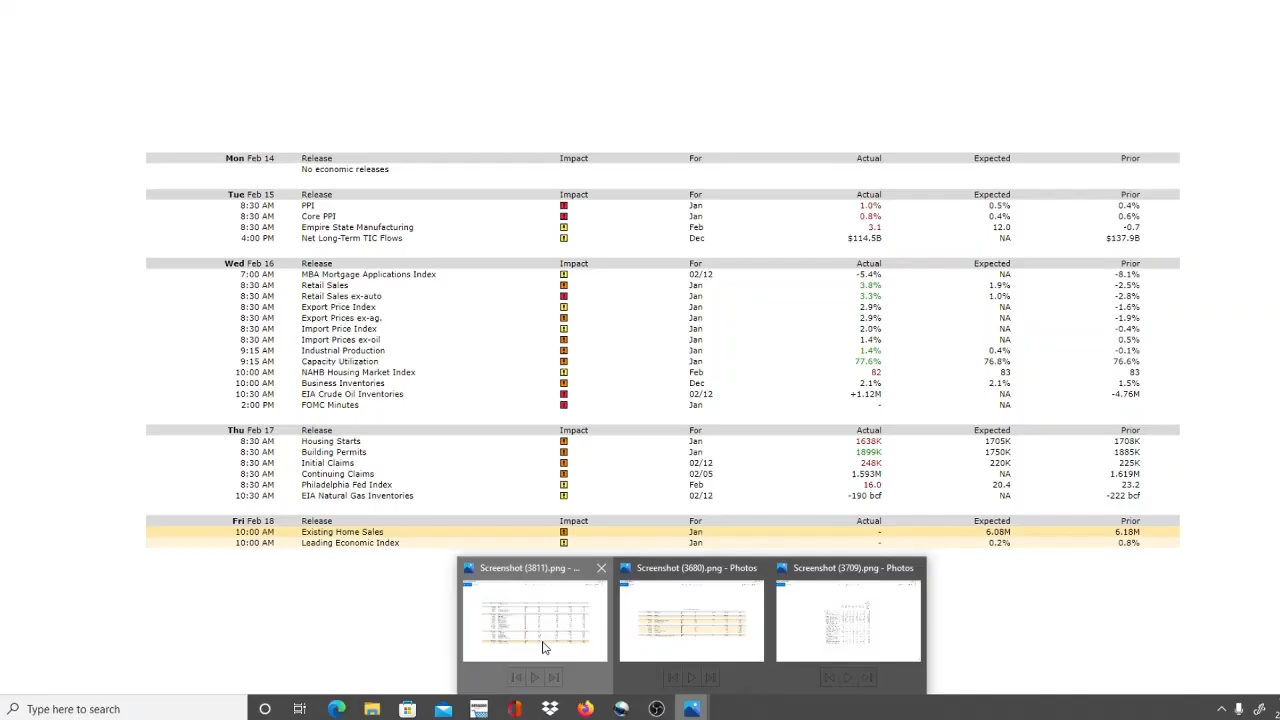 Mon Feb 14 Release Impact For Actual Expected Prior
No economic releases
Tue Feb 15 Release Impact For Actual Expected Prior
8:30 AM PPI Jan 1.0% 0.5% 0.4%
8:30 AM Core PPI Jan 0.8% 0.4% 0.6%
8:30 AM Empire State Manufacturing Feb 3.1 12.0 -0.7
4:00 PM Net Long-Term TIC Flows Dec $114.5B NA $137.9B
Wed Feb 16 Release Impact For Actual Expected Prior
7:00 AM MBA Mortgage Applications Index 02/12 -5.4% NA -8.1%
8:30 AM Retail Sales Jan 3.8% 1.9% -2.5%
8:30 AM Retail Sales ex-auto Jan 3.3% 1.0% -2.8%
8:30 AM Export Price Index Jan 2.9% NA -1.6%
8:30 AM Export Prices ex-ag. Jan 2.9% NA -1.9%
8:30 AM Import Price Index Jan 2.0% NA -0.4%
8:30 AM Import Prices ex-oil Jan 1.4% NA 0.5%
9:15 AM Industrial Production Jan 1.4% 0.4% -0.1%
9:15 AM Capacity Utilization Jan 77.6% 76.8% 76.6%
10:00 AM NAHB Housing Market Index Feb 82 83 83
10:00 AM Business Inventories Dec 2.1% 2.1% 1.5%
10:30 AM EIA Crude Oil Inventories 02/12 +1.12M NA -4.76M
2:00 PM FOMC Minutes Jan - NA
Thu Feb 17 Release Impact For Actual Expected Prior
8:30 AM Housing Starts Jan 1638K 1705K 1708K
8:30 AM Building Permits Jan 1899K 1750K 1885K
8:30 AM Initial Claims 02/12 248K 220K 225K
8:30 AM Continuing Claims 02/05 1.593M NA 1.619M
8:30 AM Philadelphia Fed Index Feb 16.0 20.4 23.2
10:30 AM EIA Natural Gas Inventories 02/12 -190 bcf NA -222 bcf
Fri Feb 18 Release Impact For Actual Expected Prior
10:00 AM Existing Home Sales Jan - 6.08M 6.18M
10:00 AM Leading Economic Index Jan - 0.2% 0.8%
Screenshot (3811).png - ... Screenshot (3680).png - Photos Screenshot (3709).png - Photos
Type here to search